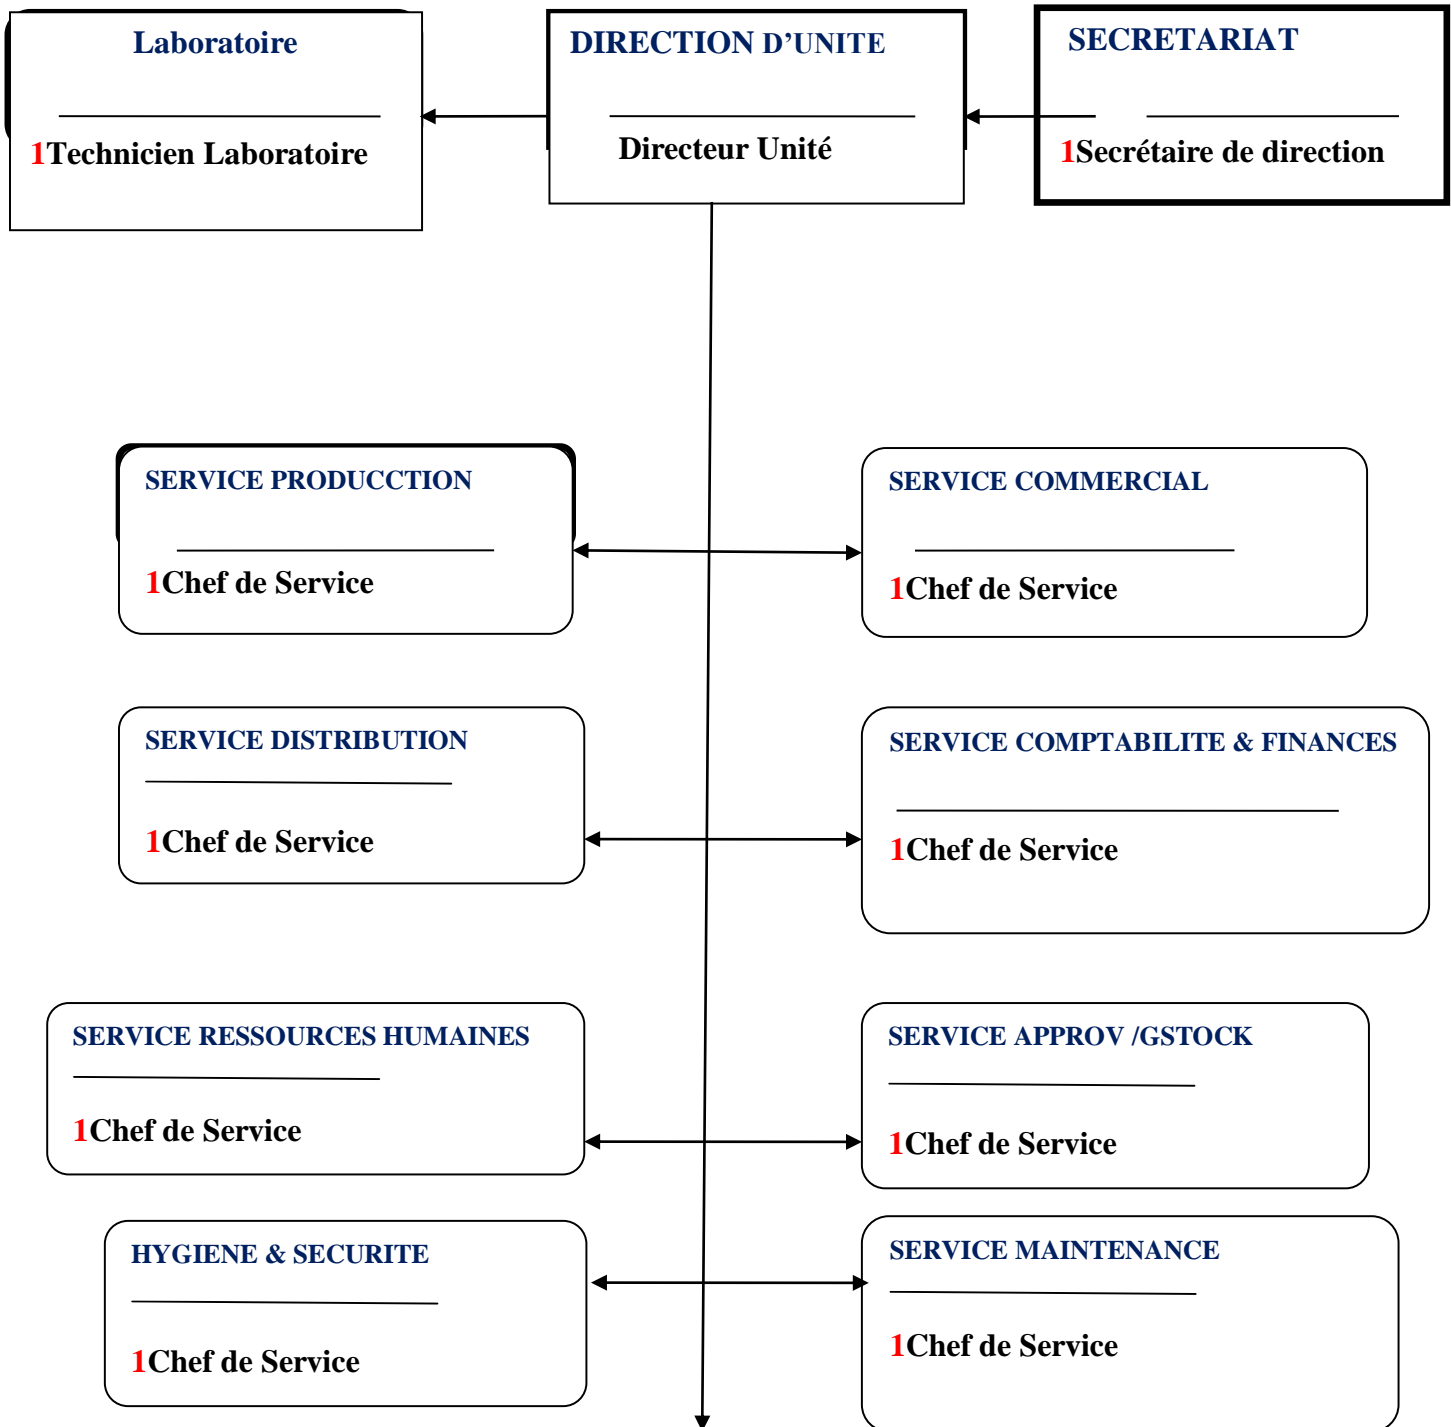 Laboratoire
1Technicien Laboratoire
DIRECTION D’UNITE
Directeur Unité
SECRETARIAT
1Secrétaire de direction
SERVICE PRODUCCTION
1Chef de Service
SERVICE COMMERCIAL
1Chef de Service
SERVICE DISTRIBUTION
1Chef de Service
SERVICE COMPTABILITE & FINANCES
1Chef de Service
SERVICE RESSOURCES HUMAINES
1Chef de Service
SERVICE APPROV /GSTOCK
1Chef de Service
HYGIENE & SECURITE
1Chef de Service
SERVICE MAINTENANCE
1Chef de Service